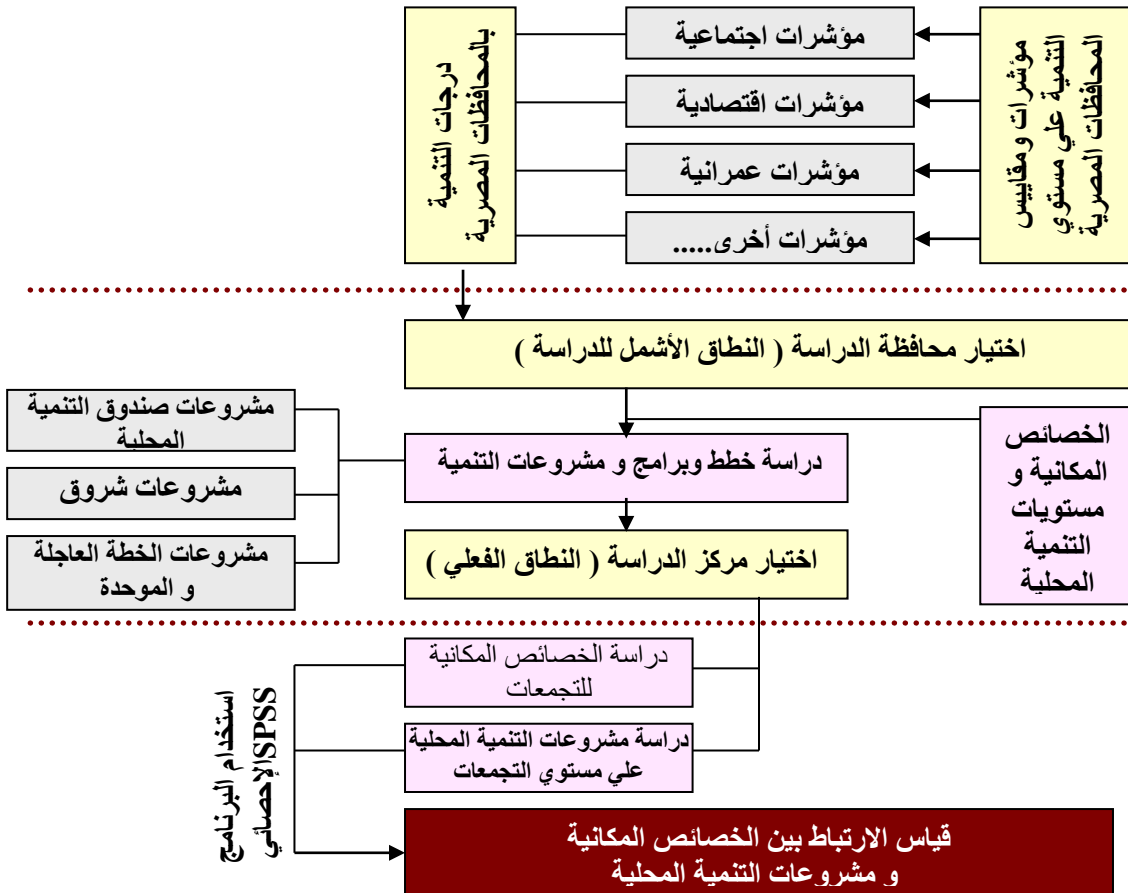 مؤشرات ومقاييس
التنمية علي مستوي
المحافظات المصرية
مؤشرات اجتماعية
مؤشرات اقتصادية
مؤشرات عمرانية
مؤشرات أخرى.....
درجات التنمية
بالمحافظات المصرية
اختيار محافظة الدراسة ( النطاق الأشمل للدراسة )
الخصائص
المكانية و
مستويات
التنمية
المحلية
دراسة خطط وبرامج و مشروعات التنمية
مشروعات صندوق التنمية
المحلية
مشروعات شروق
مشروعات الخطة العاجلة
و الموحدة
اختيار مركز الدراسة ( النطاق الفعلي )
دراسة الخصائص المكانية
للتجمعات
دراسة مشروعات التنمية المحلية
علي مستوي التجمعات
استخدام البرنامج
الإحصائي SPSS
قياس الارتباط بين الخصائص المكانية
و مشروعات التنمية المحلية